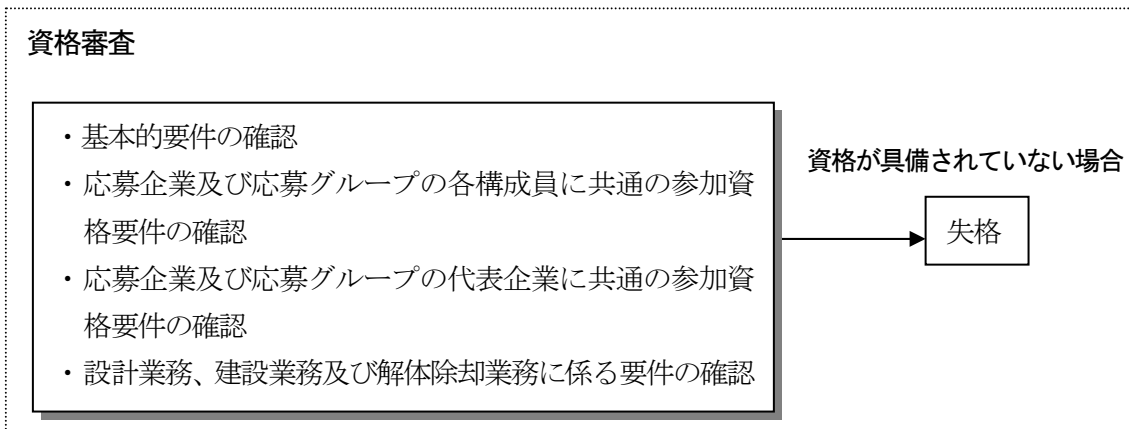 資格審査
・基本的要件の確認
・応募企業及び応募グループの各構成員に共通の参加資
格要件の確認
・応募企業及び応募グループの代表企業に共通の参加資
格要件の確認
・設計業務、建設業務及び解体除却業務に係る要件の確認
資格が具備されていない場合
失格